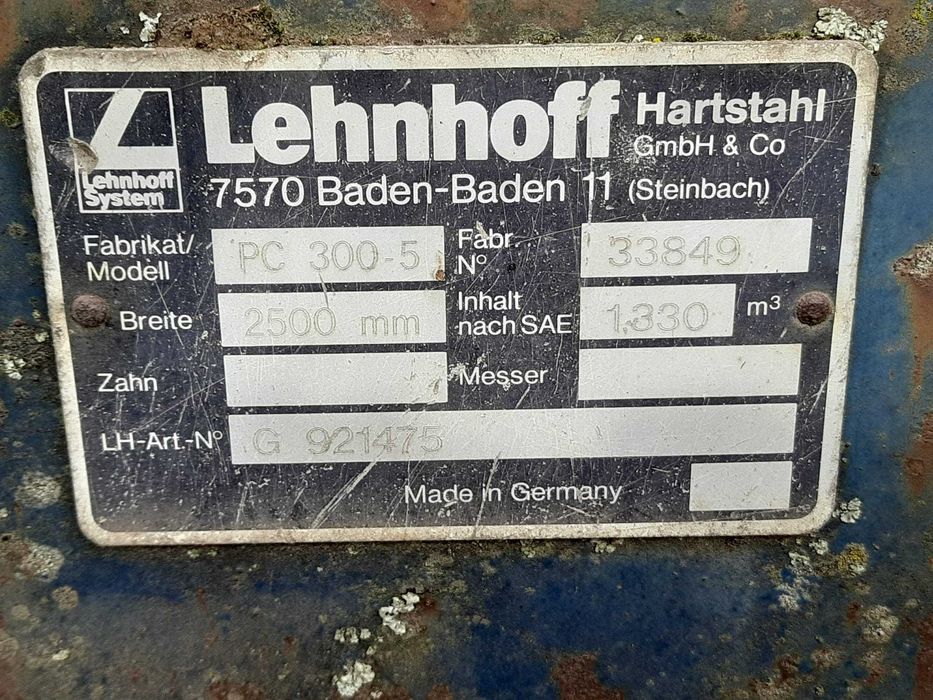 Lehnhoff Hartstahl
GmbH & Co
Lehnhoff
System
7570 Baden-Baden 11 (Steinbach)
Fabrikat/
Modell PC 300-5 Fabr.
N° 33849
Breite 2500 mm Inhalt
nach SAE 1,330 m³
Zahn Messer
LH-Art.-N° G 921475
Made in Germany